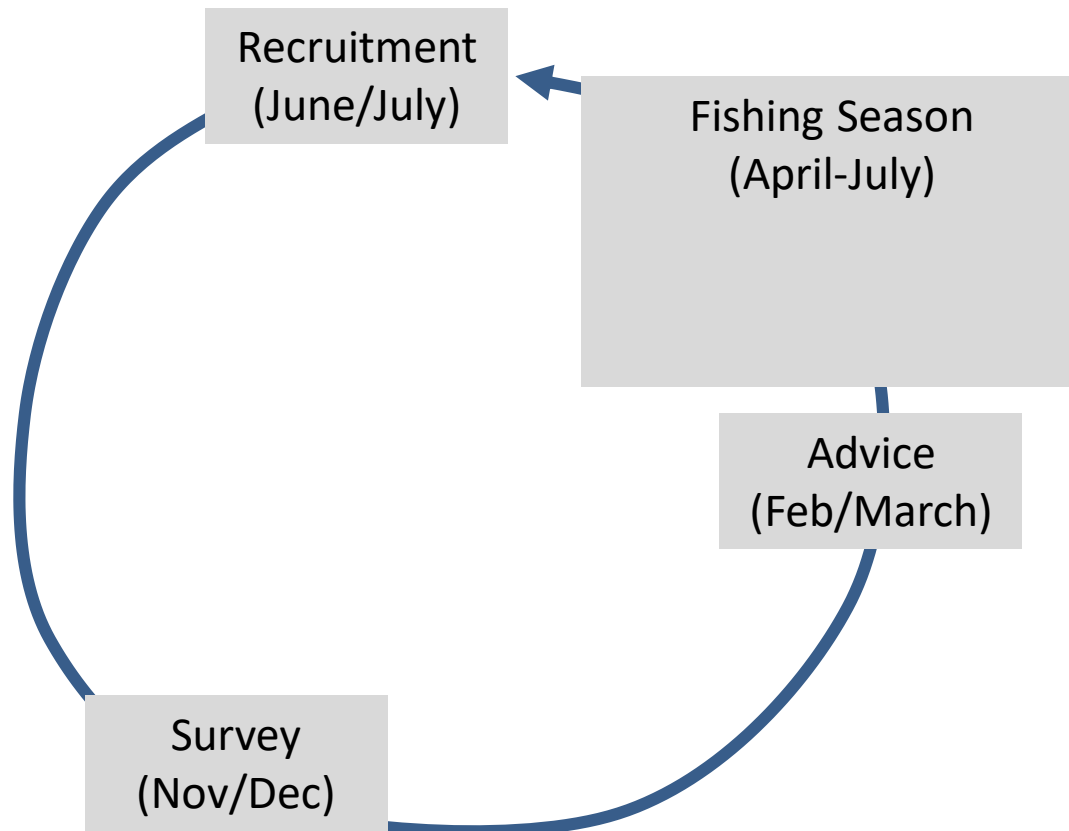 Recruitment
(June/July)
Fishing Season
(April-July)
Advice
(Feb/March)
Survey
(Nov/Dec)